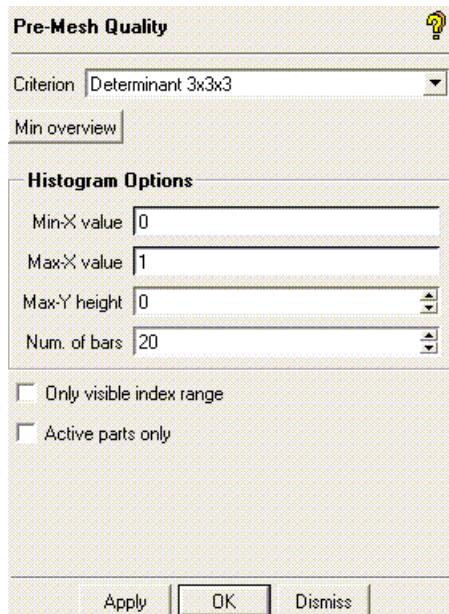 Pre-Mesh Quality
Criterion Determinant 3x3x3
Min overview
Histogram Options
Min-X value 0
Max-X value 1
Max-Y height 0
Num. of bars 20
Only visible index range
Active parts only
Apply OK Dismiss